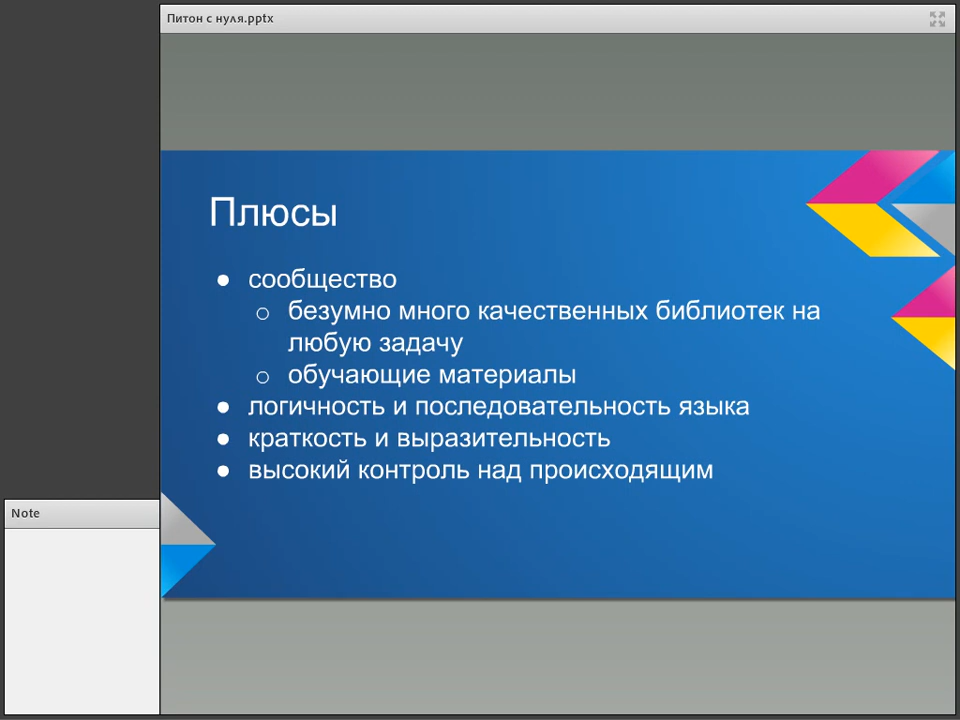 Питон с нуля.pptx
Плюсы
● сообщество
○ безумно много качественных библиотек на
любую задачу
○ обучающие материалы
● логичность и последовательность языка
● краткость и выразительность
● высокий контроль над происходящим
Note